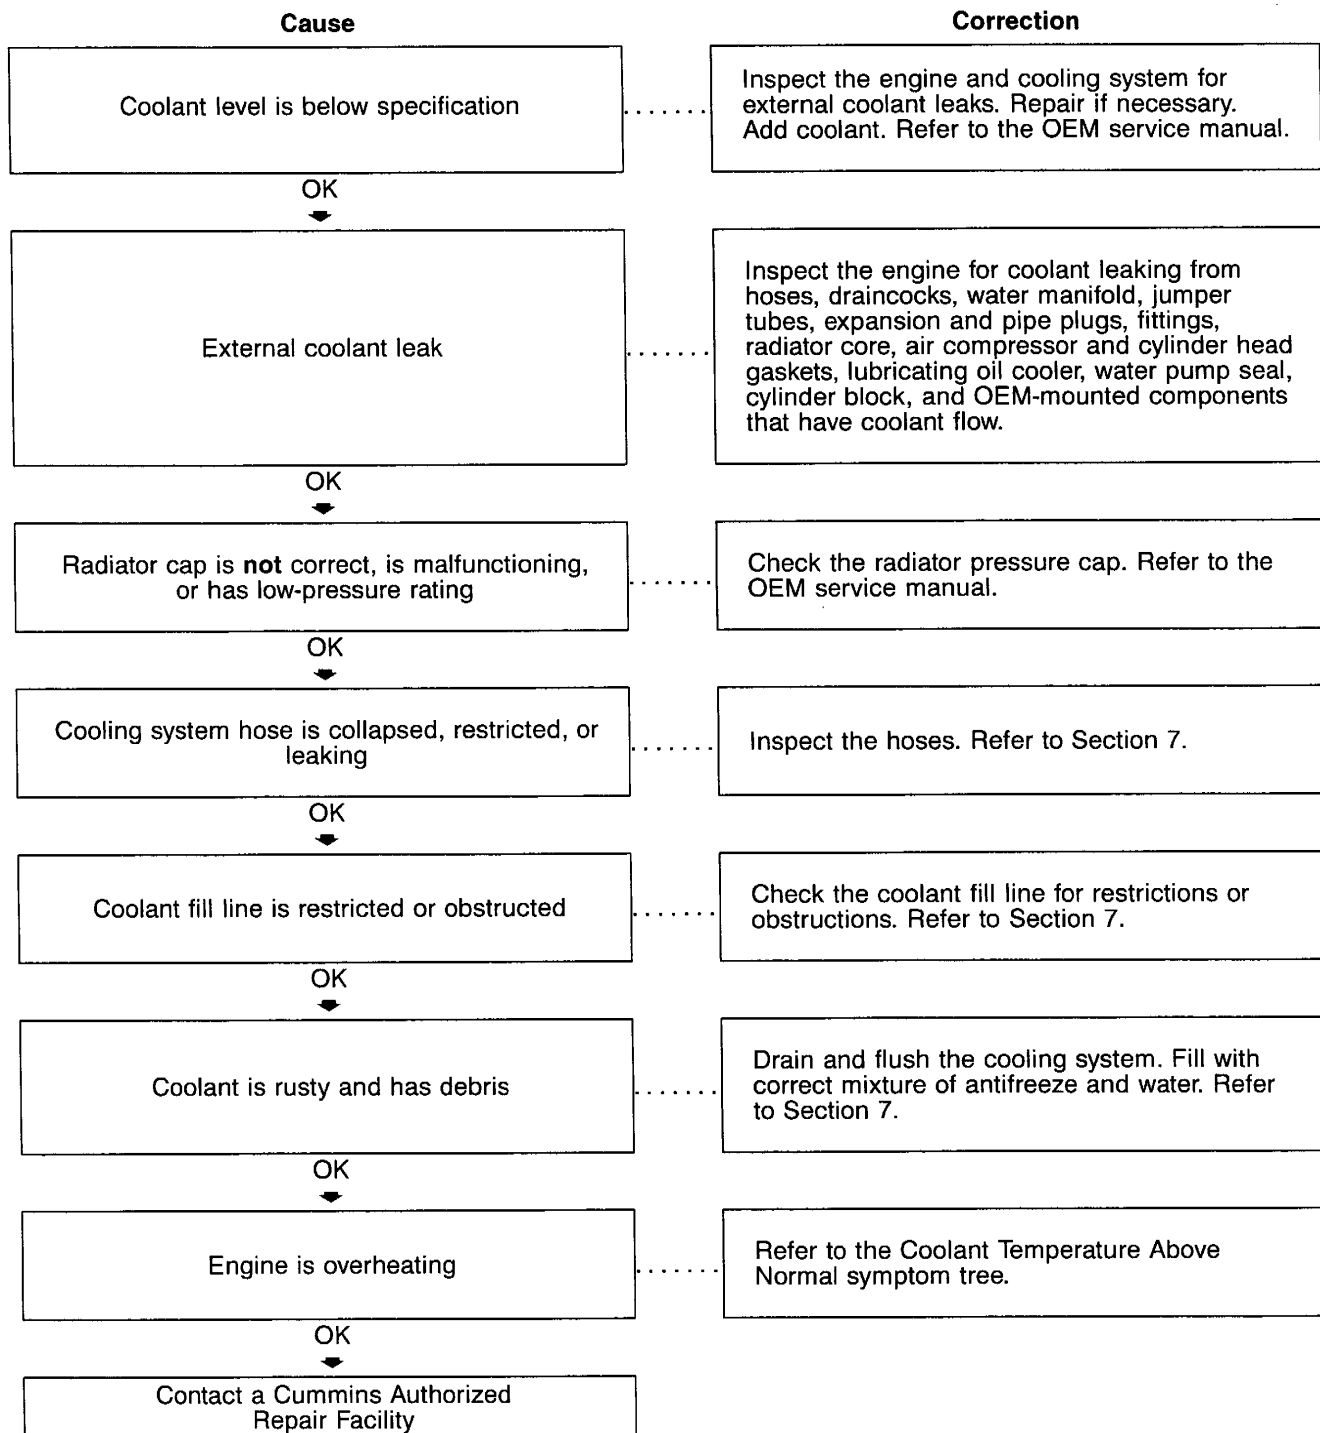 Cause
Correction
Coolant level is below specification
Inspect the engine and cooling system for
external coolant leaks. Repair if necessary.
Add coolant. Refer to the OEM service manual.
OK
External coolant leak
Inspect the engine for coolant leaking from
hoses, draincocks, water manifold, jumper
tubes, expansion and pipe plugs, fittings,
radiator core, air compressor and cylinder head
gaskets, lubricating oil cooler, water pump seal,
cylinder block, and OEM-mounted components
that have coolant flow.
OK
Radiator cap is not correct, is malfunctioning,
or has low-pressure rating
Check the radiator pressure cap. Refer to the
OEM service manual.
OK
Cooling system hose is collapsed, restricted, or
leaking
Inspect the hoses. Refer to Section 7.
OK
Coolant fill line is restricted or obstructed
Check the coolant fill line for restrictions or
obstructions. Refer to Section 7.
OK
Coolant is rusty and has debris
Drain and flush the cooling system. Fill with
correct mixture of antifreeze and water. Refer
to Section 7.
OK
Engine is overheating
Refer to the Coolant Temperature Above
Normal symptom tree.
OK
Contact a Cummins Authorized
Repair Facility